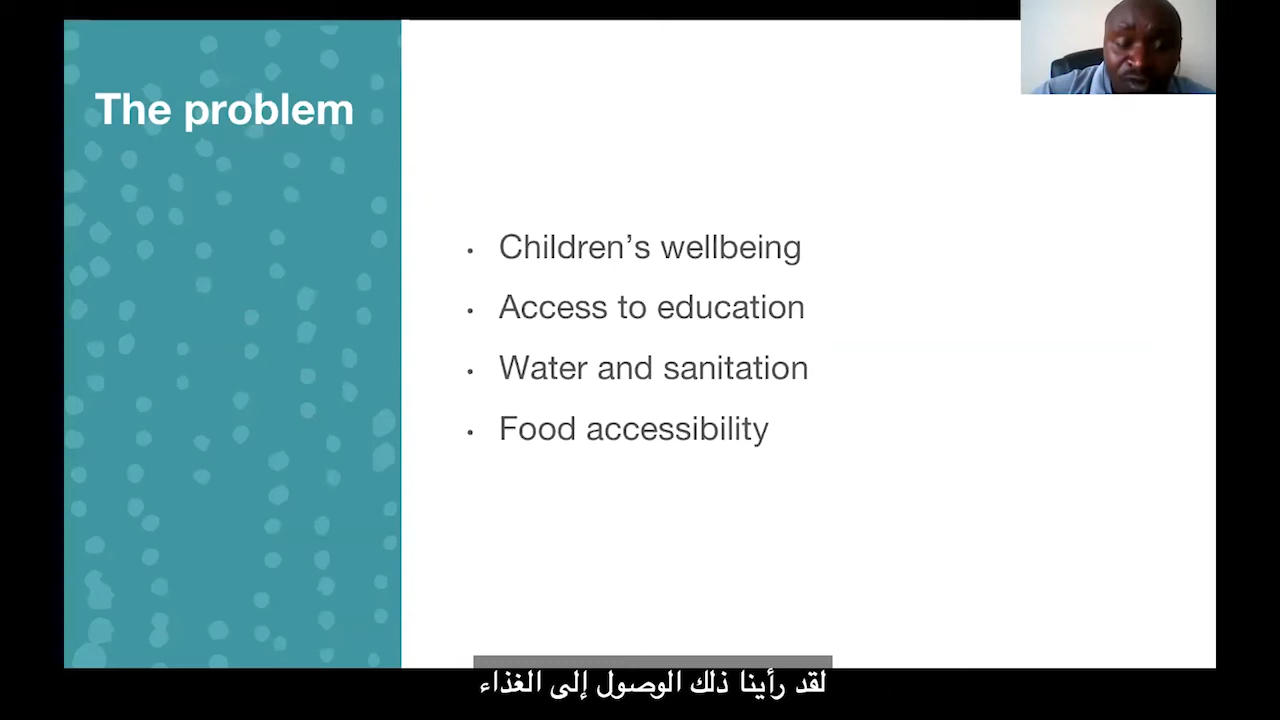 The problem
• Children’s wellbeing
• Access to education
• Water and sanitation
• Food accessibility
لقد رأينا ذلك الوصول إلى الغذاء